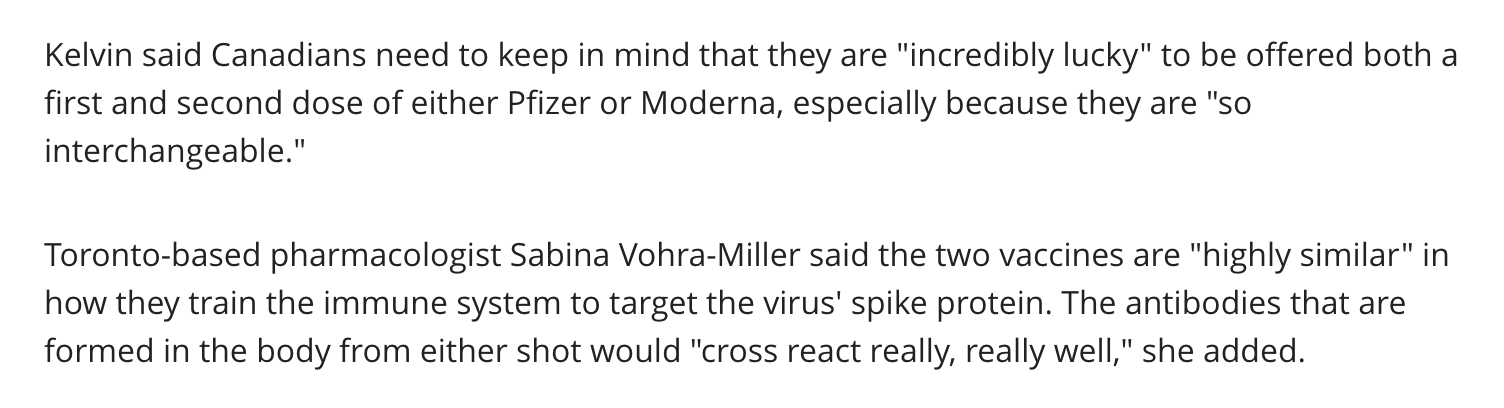 Kelvin said Canadians need to keep in mind that they are "incredibly lucky" to be offered both a
first and second dose of either Pfizer or Moderna, especially because they are "so
interchangeable."
Toronto-based pharmacologist Sabina Vohra-Miller said the two vaccines are "highly similar" in
how they train the immune system to target the virus' spike protein. The antibodies that are
formed in the body from either shot would "cross react really, really well," she added.